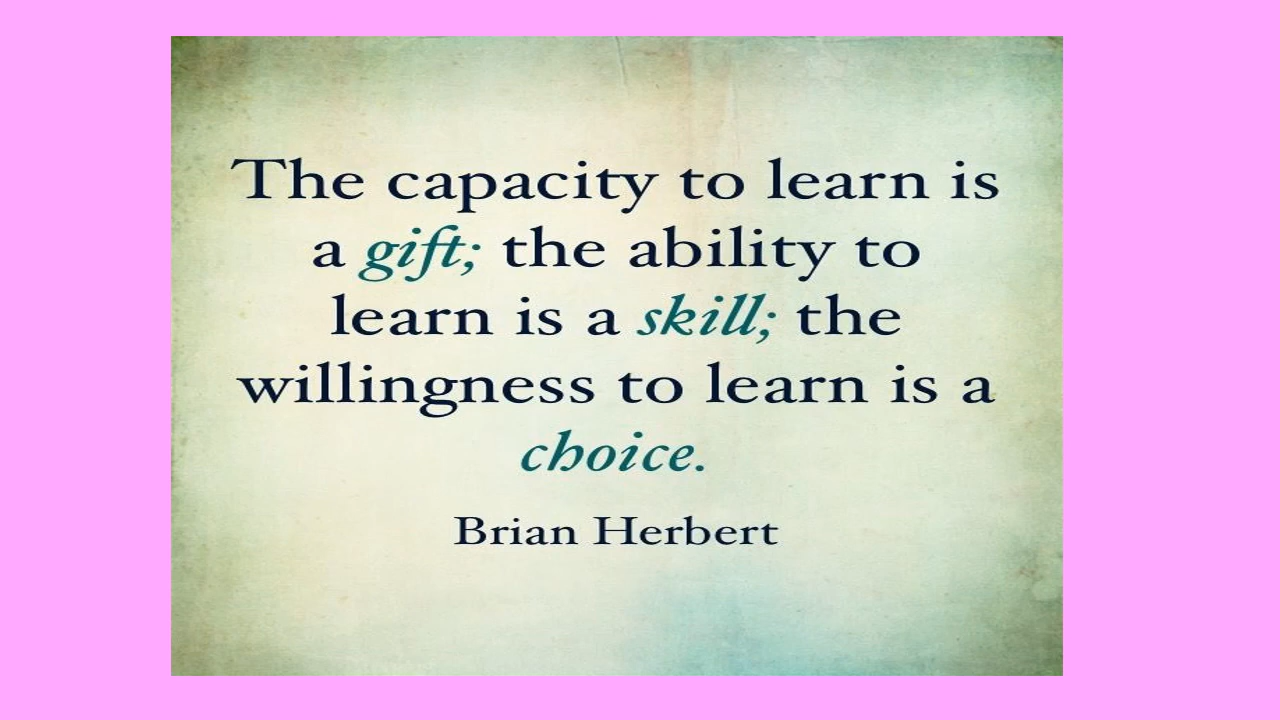 The capacity to learn is
a gift; the ability to
learn is a skill; the
willingness to learn is a
choice.
Brian Herbert